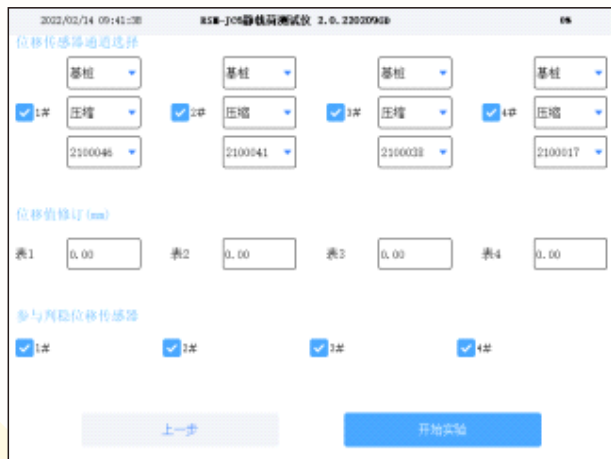 2022/02/14 09:41:38 RSM-JC5静载荷测试仪 2.0.220209GD 0%
位移传感器通道选择
基桩 基桩 基桩 基桩
1# 压缩 2# 压缩 3# 压缩 4# 压缩
2100046 2100041 2100038 2100017
位移值修订(mm)
表1 0.00 表2 0.00 表3 0.00 表4 0.00
参与判稳位移传感器
1# 2# 3# 4#
上一步 开始实验